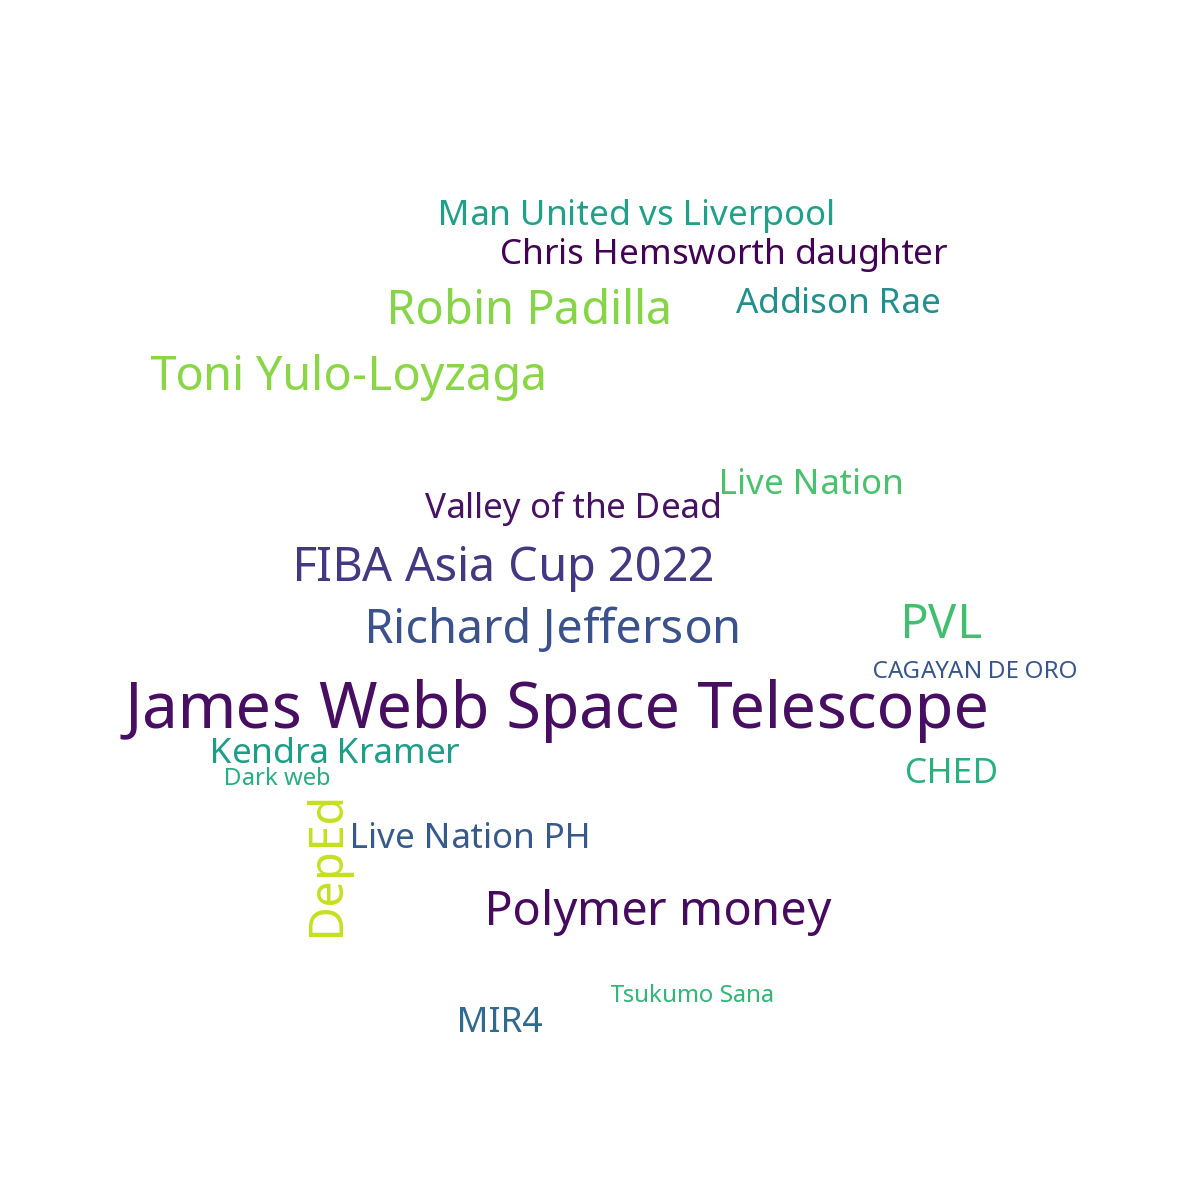 Man United vs Liverpool
Chris Hemsworth daughter
Robin Padilla
Addison Rae
Toni Yulo-Loyzaga
Live Nation
Valley of the Dead
FIBA Asia Cup 2022
Richard Jefferson
PVL
CAGAYAN DE ORO
James Webb Space Telescope
Kendra Kramer
Dark web
CHED
DepEd
Live Nation PH
Polymer money
Tsukumo Sana
MIR4